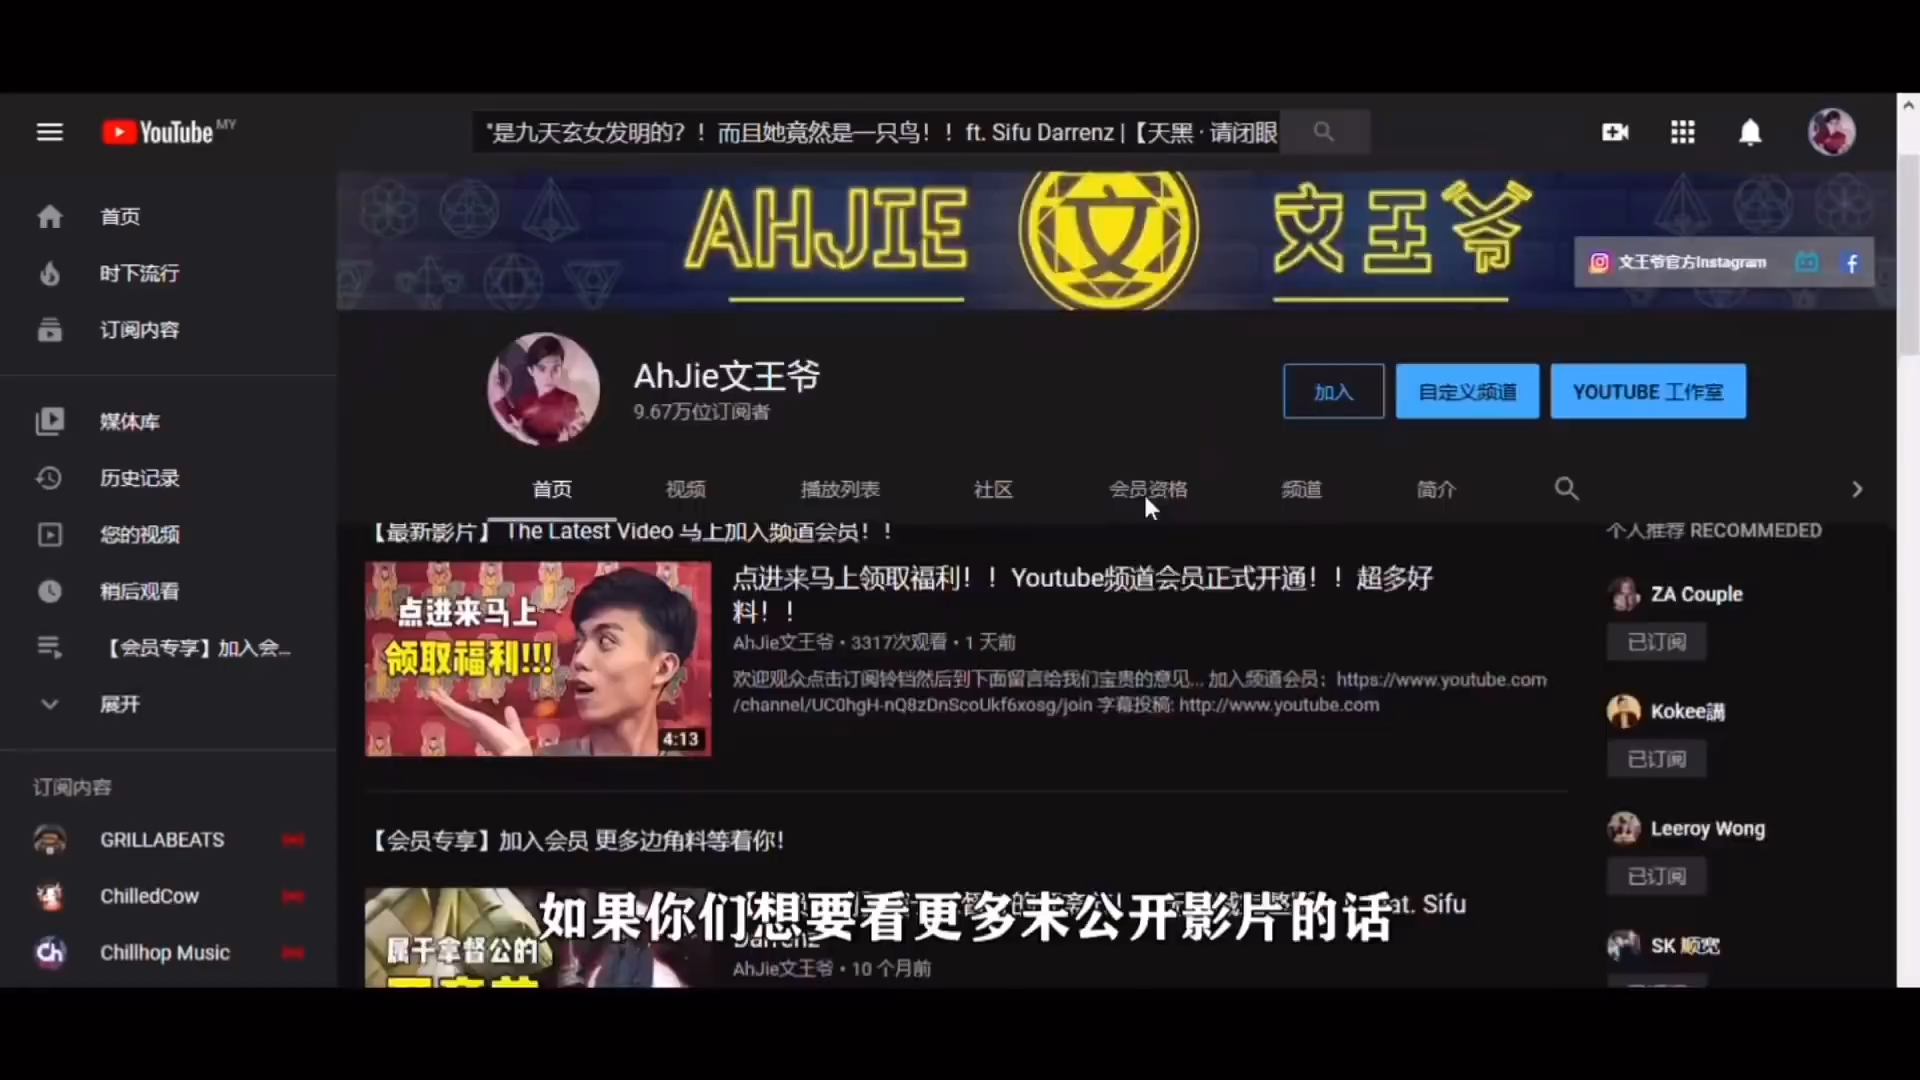 YouTube MY
"是九天玄女发明的？！而且她竟然是一只鸟！！ft. Sifu Darrenz |【天黑 · 请闭眼
首页
时下流行
订阅内容
媒体库
历史记录
您的视频
稍后观看
【会员专享】加入会...
展开
订阅内容
GRILLABEATS
ChilledCow
Chillhop Music
AHJIE 文 文王爷
文王爷官方Instagram
AhJie文王爷
9.67万位订阅者
加入
自定义频道
YOUTUBE 工作室
首页 视频 播放列表 社区 会员资格 频道 简介
【最新影片】The Latest Video 马上加入频道会员！！
点进来马上
领取福利!!!
4:13
点进来马上领取福利！！Youtube频道会员正式开通！！超多好
料！！
AhJie文王爷 • 3317次观看 • 1 天前
欢迎观众点击订阅铃铛然后到下面留言给我们宝贵的意见... 加入频道会员：https://www.youtube.com
/channel/UC0hgH-nQ8zDnScoUkf6xosg/join 字幕投稿: http://www.youtube.com
【会员专享】加入会员 更多边角料等着你！
属于拿督公的
at. Sifu
Darrenz
AhJie文王爷 • 10 个月前
如果你们想要看更多未公开影片的话
个人推荐 RECOMMEDED
ZA Couple
已订阅
Kokee講
已订阅
Leeroy Wong
已订阅
SK 顺宽